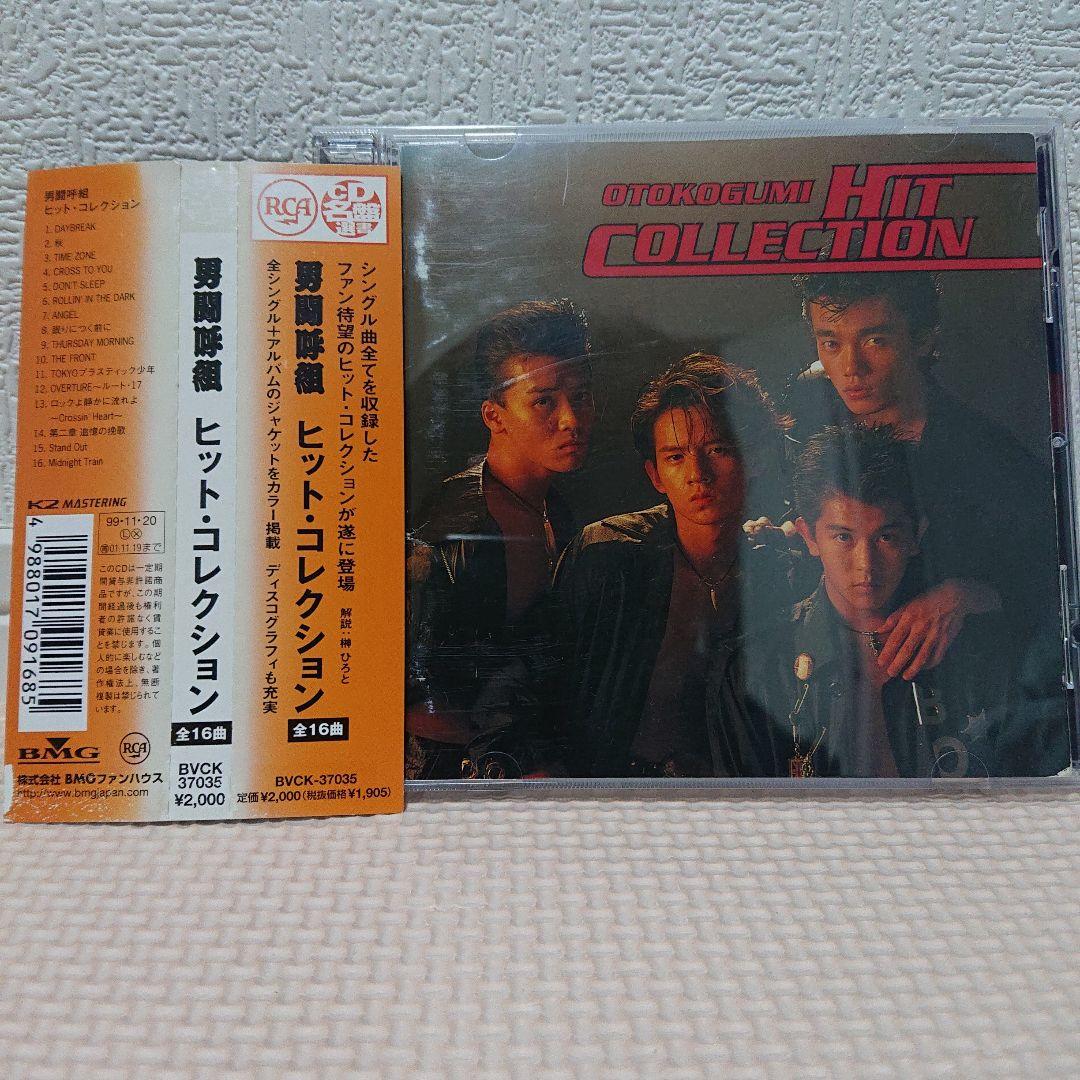 男闘呼組
ヒット・コレクション
1. DAYBREAK
2. 秋
3. TIME ZONE
4. CROSS TO YOU
5. DON'T SLEEP
6. ROLLIN' IN THE DARK
7. ANGEL
8.眠りにつく前に
9. THURSDAY MORNING
10. THE FRONT
11. TOKYOプラスティック少年
12. OVERTURE〜ルート・17
13. ロックよ静かに流れよ
〜Crossin' Heart〜
14. 第二章 追憶の挽歌
15. Stand Out
16. Midnight Train
K2 MASTERING
4 988017 091685
99・11・20
Ⓛ Ⓧ
01.11.19まで
このCDは一定期
間貸与非許諾商
品ですが、この期
間経過後も権利
者の許諾なく賃
貸業に使用するこ
とを禁じます。個
人的に楽しむなど
の場合を除き、著
作権法上、無断
複製は禁じられて
います。
BMG
RCA
株式会社 BMGファンハウス
http://www.bmgjapan.com
男闘呼組 ヒット・コレクション
全16曲
BVCK
37035
¥2,000
RCA
CD
名盤
選書
シングル曲全てを収録した
ファン待望のヒット・コレクションが遂に登場
解説:榊 ひろと
男闘呼組 ヒット・コレクション
全16曲
全シングル+アルバムのジャケットをカラー掲載 ディスコグラフィも充実
BVCK-37035
定価¥2,000(税抜価格¥1,905)
OTOKOGUMI HIT
COLLECTION